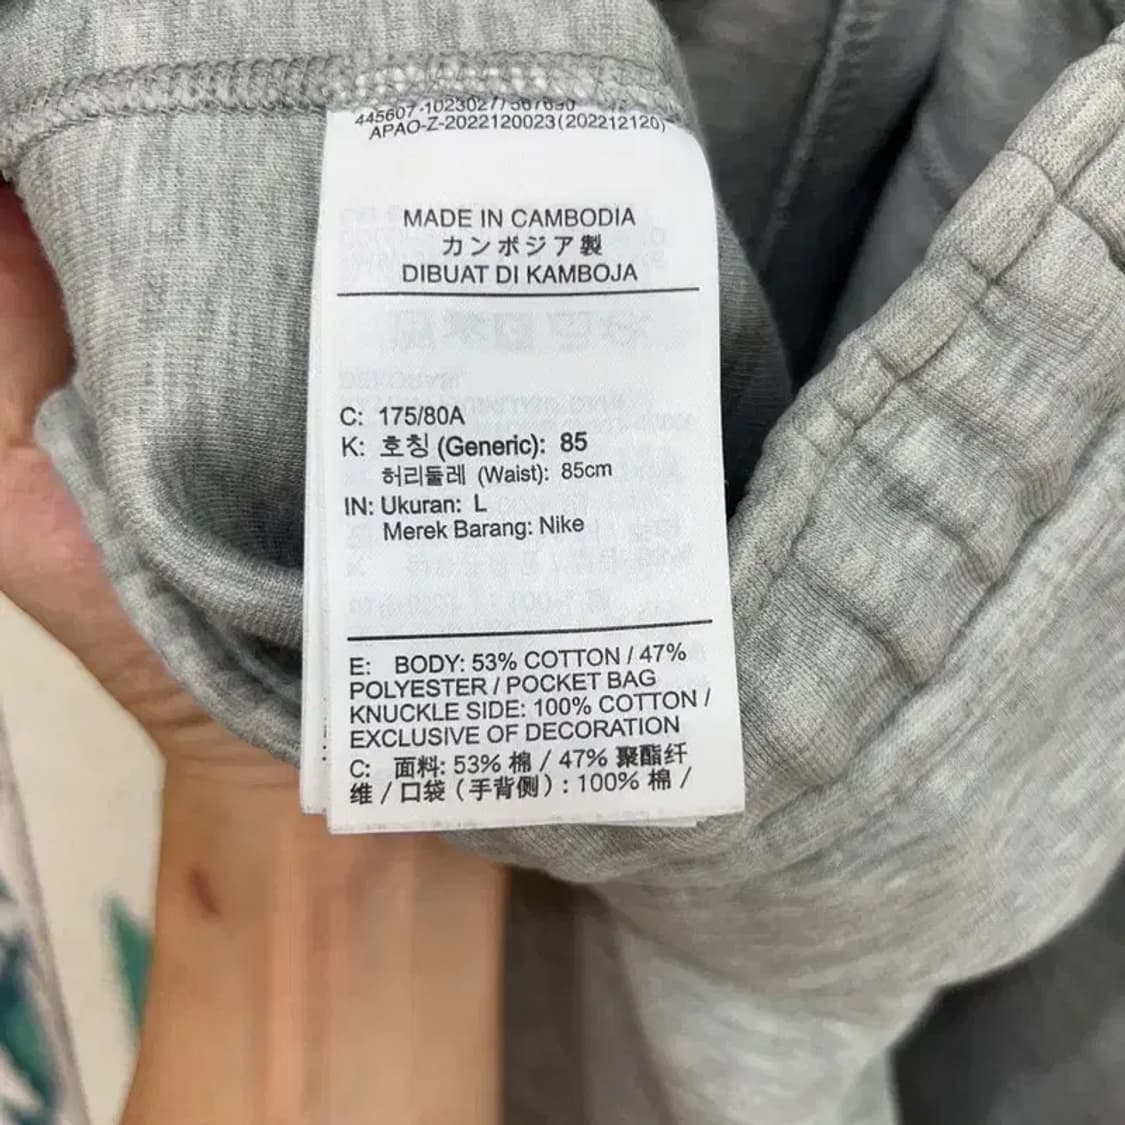 APAO-Z-2022120023(202212120)
MADE IN CAMBODIA
カンボジア製
DIBUAT DI KAMBOJA
C: 175/80A
K: 호칭 (Generic): 85
허리둘레 (Waist): 85cm
IN: Ukuran: L
Merek Barang: Nike
E: BODY: 53% COTTON / 47%
POLYESTER / POCKET BAG
KNUCKLE SIDE: 100% COTTON /
EXCLUSIVE OF DECORATION
C: 面料: 53% 棉 / 47% 聚酯纤
维 / 口袋 (手背侧) : 100% 棉 /